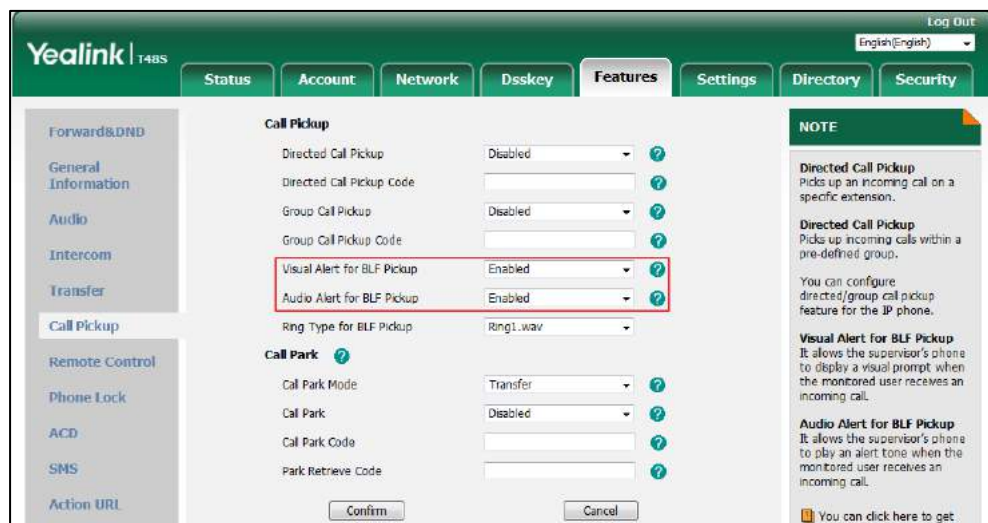 Log Out
Yealink T48S
English(English)
Status Account Network Dsskey Features Settings Directory Security
Forward&DND
General
Information
Audio
Intercom
Transfer
Call Pickup
Remote Control
Phone Lock
ACD
SMS
Action URL
Call Pickup
Directed Call Pickup Disabled
Directed Call Pickup Code
Group Call Pickup Disabled
Group Call Pickup Code
Visual Alert for BLF Pickup Enabled
Audio Alert for BLF Pickup Enabled
Ring Type for BLF Pickup Ring1.wav
Call Park
Call Park Mode Transfer
Call Park Disabled
Call Park Code
Park Retrieve Code
Confirm Cancel
NOTE
Directed Call Pickup
Picks up an incoming call on a
specific extension.
Directed Call Pickup
Picks up incoming calls within a
pre-defined group.
You can configure
directed/group call pickup
feature for the IP phone.
Visual Alert for BLF Pickup
It allows the supervisor's phone
to display a visual prompt when
the monitored user receives an
incoming call.
Audio Alert for BLF Pickup
It allows the supervisor's phone
to play an alert tone when the
monitored user receives an
incoming call.
You can click here to get